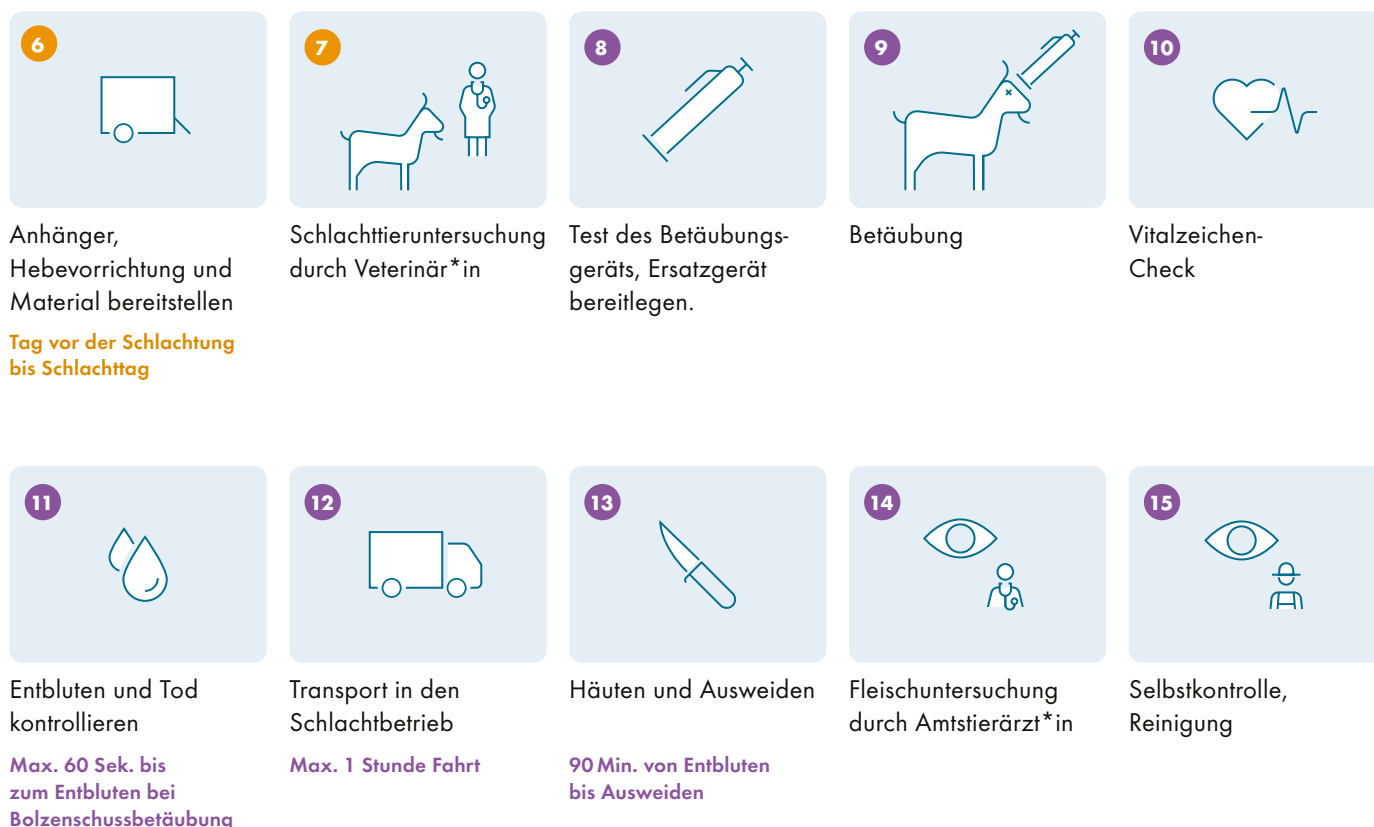 6
7
8
9
10
Anhänger,
Hebevorrichtung und
Material bereitstellen
Tag vor der Schlachtung
bis Schlachttag
Schlachttieruntersuchung
durch Veterinär*in
Test des Betäubungs-
geräts, Ersatzgerät
bereitlegen.
Betäubung
Vitalzeichen-
Check
11
12
13
14
15
Entbluten und Tod
kontrollieren
Max. 60 Sek. bis
zum Entbluten bei
Bolzenschussbetäubung
Transport in den
Schlachtbetrieb
Max. 1 Stunde Fahrt
Häuten und Ausweiden
90 Min. von Entbluten
bis Ausweiden
Fleischuntersuchung
durch Amtstierärzt*in
Selbstkontrolle,
Reinigung